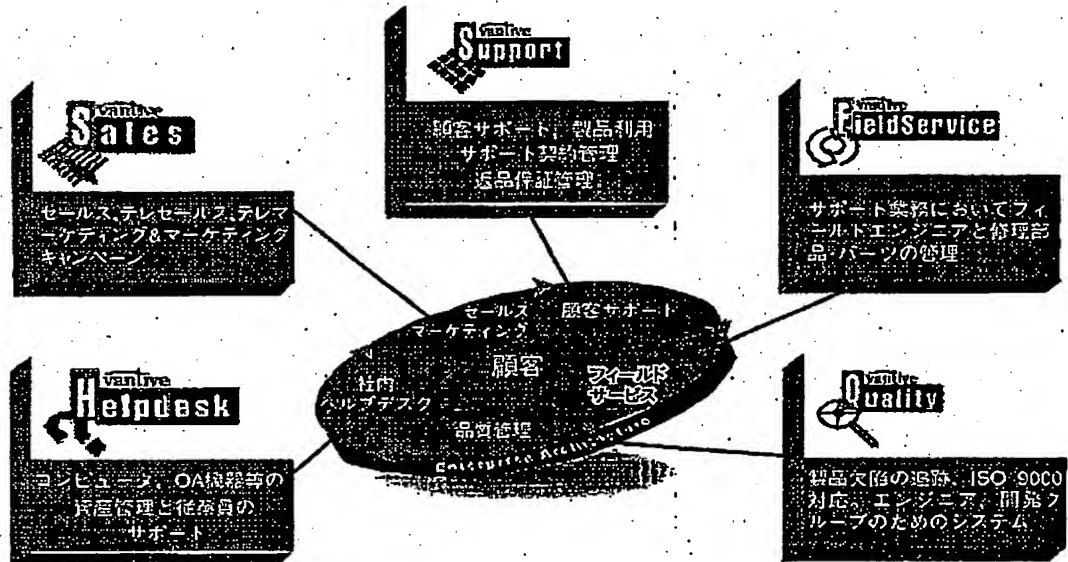 vantive
Support
顧客サポート, 製品利用
サポート契約管理
返品保証管理
vantive
Sales
セールス,テレセールス,テレマ
ーケティング&マーケティング
キャンペーン
vantive
FieldService
サポート業務においてフィ
ールドエンジニアと修理部
品・パーツの管理
セールス
マーケティング
顧客サポート
顧客
社内
ヘルプデスク
フィールド
サービス
品質管理
Enterprise Architecture
vantive
Helpdesk
コンピュータ, OA機器等の
資産管理と従業員の
サポート
vantive
Quality
製品欠陥の追跡, ISO 9000
対応, エンジニア, 開発グ
ループのためのシステム